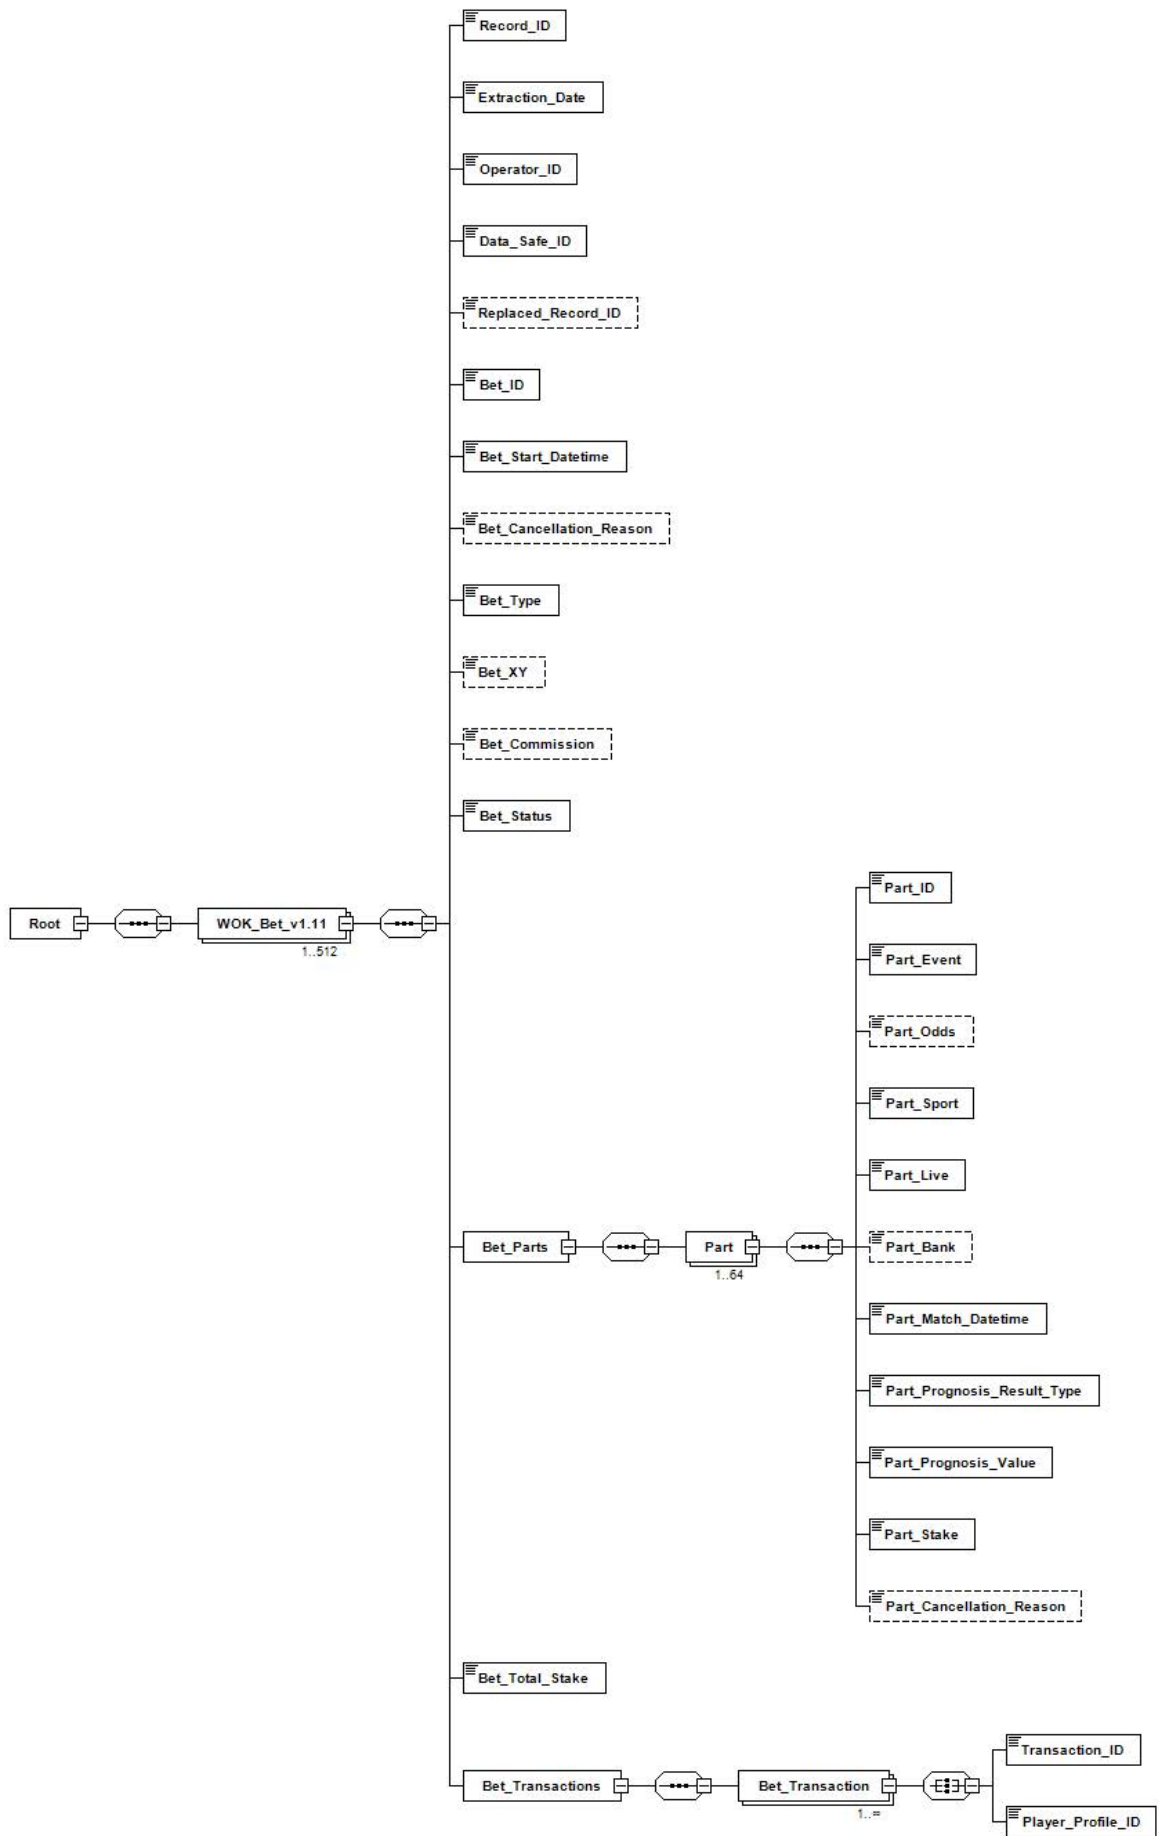 Record_ID
Extraction_Date
Operator_ID
Data_Safe_ID
Replaced_Record_ID
Bet_ID
Bet_Start_Datetime
Bet_Cancellation_Reason
Bet_Type
Bet_XY
Bet_Commission
Bet_Status
Root
WOK_Bet_v1.11
1..512
Bet_Parts
Part
1..64
Part_ID
Part_Event
Part_Odds
Part_Sport
Part_Live
Part_Bank
Part_Match_Datetime
Part_Prognosis_Result_Type
Part_Prognosis_Value
Part_Stake
Part_Cancellation_Reason
Bet_Total_Stake
Bet_Transactions
Bet_Transaction
1..=
Transaction_ID
Player_Profile_ID